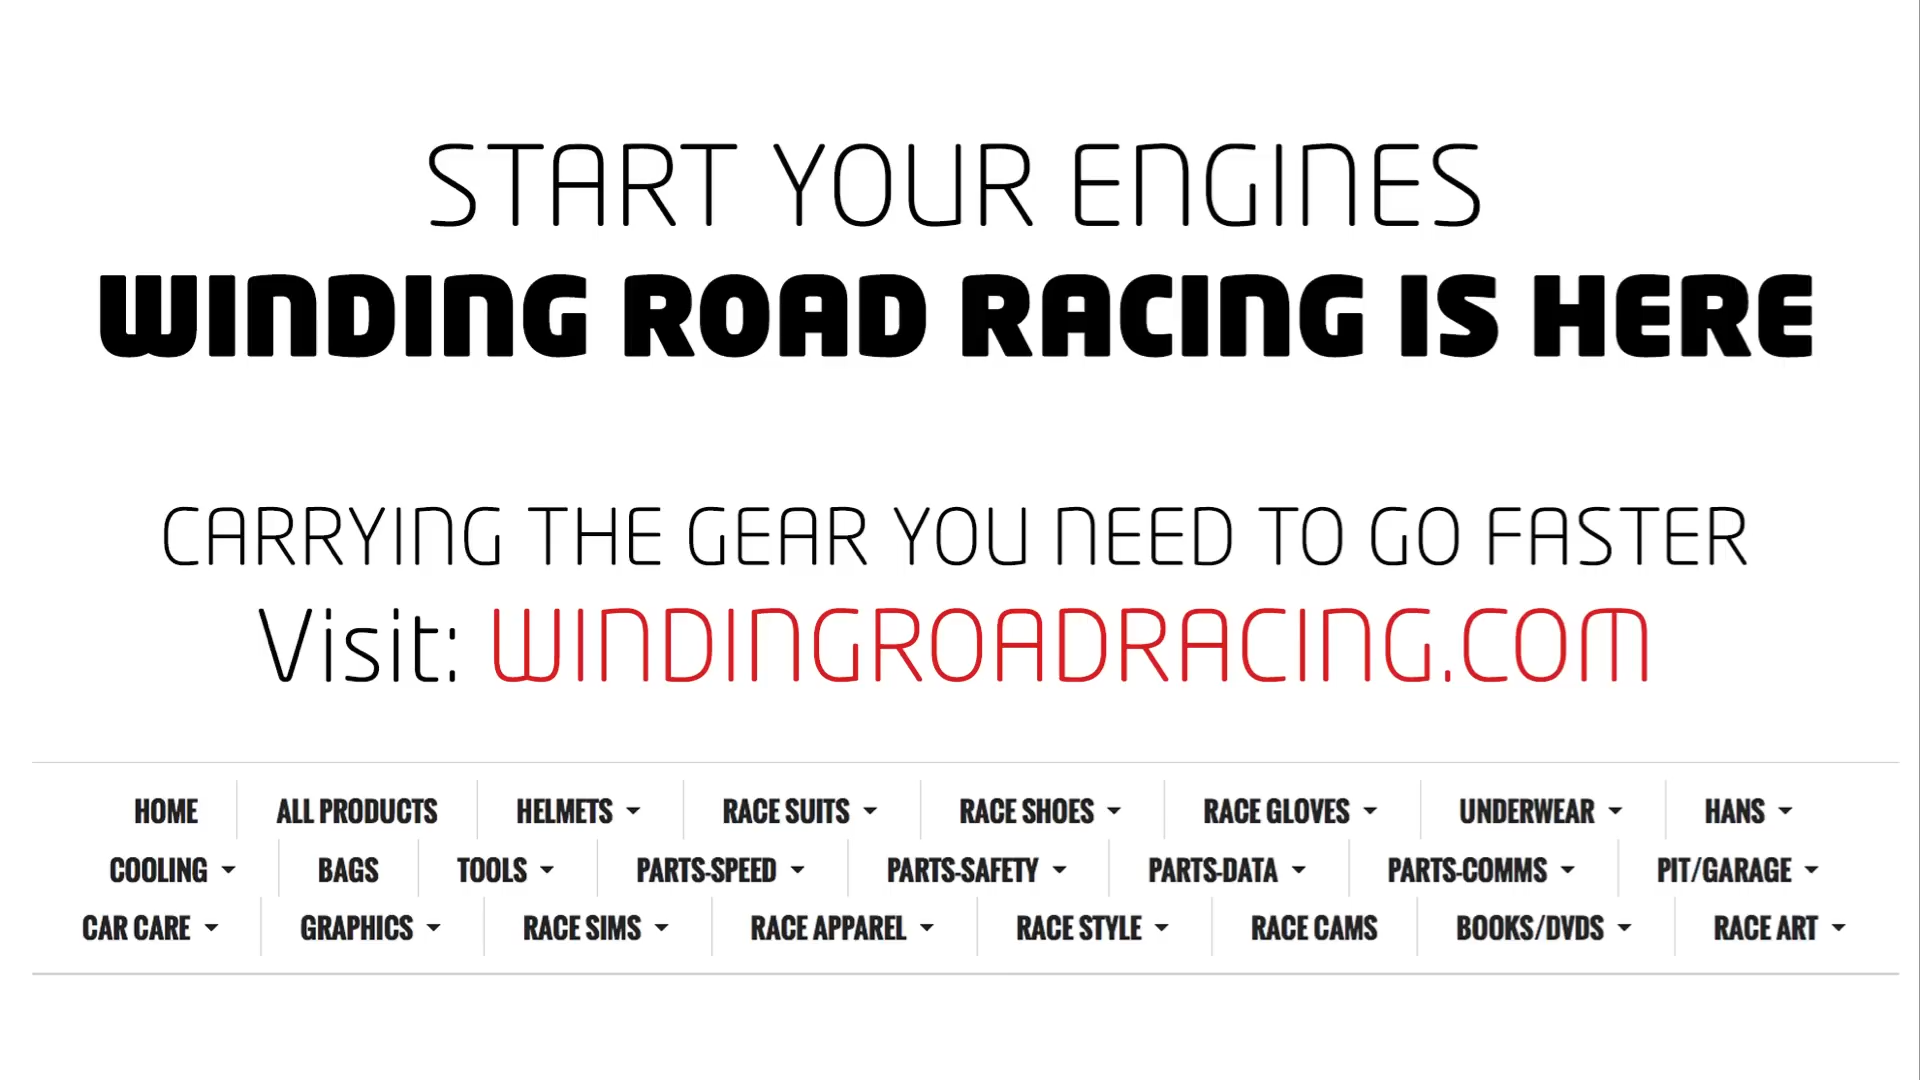 START YOUR ENGINES
WINDING ROAD RACING IS HERE
CARRYING THE GEAR YOU NEED TO GO FASTER
Visit: WINDINGROADRACING.COM
HOME ALL PRODUCTS HELMETS RACE SUITS RACE SHOES RACE GLOVES UNDERWEAR HANS
COOLING BAGS TOOLS PARTS-SPEED PARTS-SAFETY PARTS-DATA PARTS-COMMS PIT/GARAGE
CAR CARE GRAPHICS RACE SIMS RACE APPAREL RACE STYLE RACE CAMS BOOKS/DVDS RACE ART